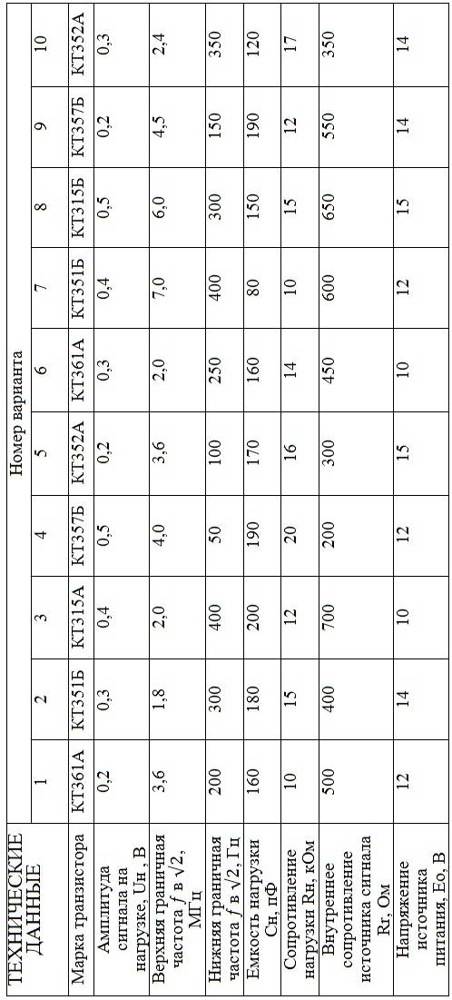 ТЕХНИЧЕСКИЕ ДАННЫЕ
Номер варианта
1 2 3 4 5 6 7 8 9 10
Марка транзистора КТ361А КТ351Б КТ315А КТ357Б КТ352А КТ361А КТ351Б КТ315Б КТ357Б КТ352А
Амплитуда
сигнала на
нагрузке, Uн , В 0,2 0,3 0,4 0,5 0,2 0,3 0,4 0,5 0,2 0,3
Верхняя граничная
частота f в √2,
МГц 3,6 1,8 2,0 4,0 3,6 2,0 7,0 6,0 4,5 2,4
Нижняя граничная
частота f в √2, Гц 200 300 400 50 100 250 400 300 150 350
Емкость нагрузки
Сн, пФ 160 180 200 190 170 160 80 150 190 120
Сопротивление
нагрузки Rн, кОм 10 15 12 20 16 14 10 15 12 17
Внутреннее
сопротивление
источника сигнала
Rг, Ом 500 400 700 200 300 450 600 650 550 350
Напряжение
источника
питания, Ео, В 12 14 10 12 15 10 12 15 14 14